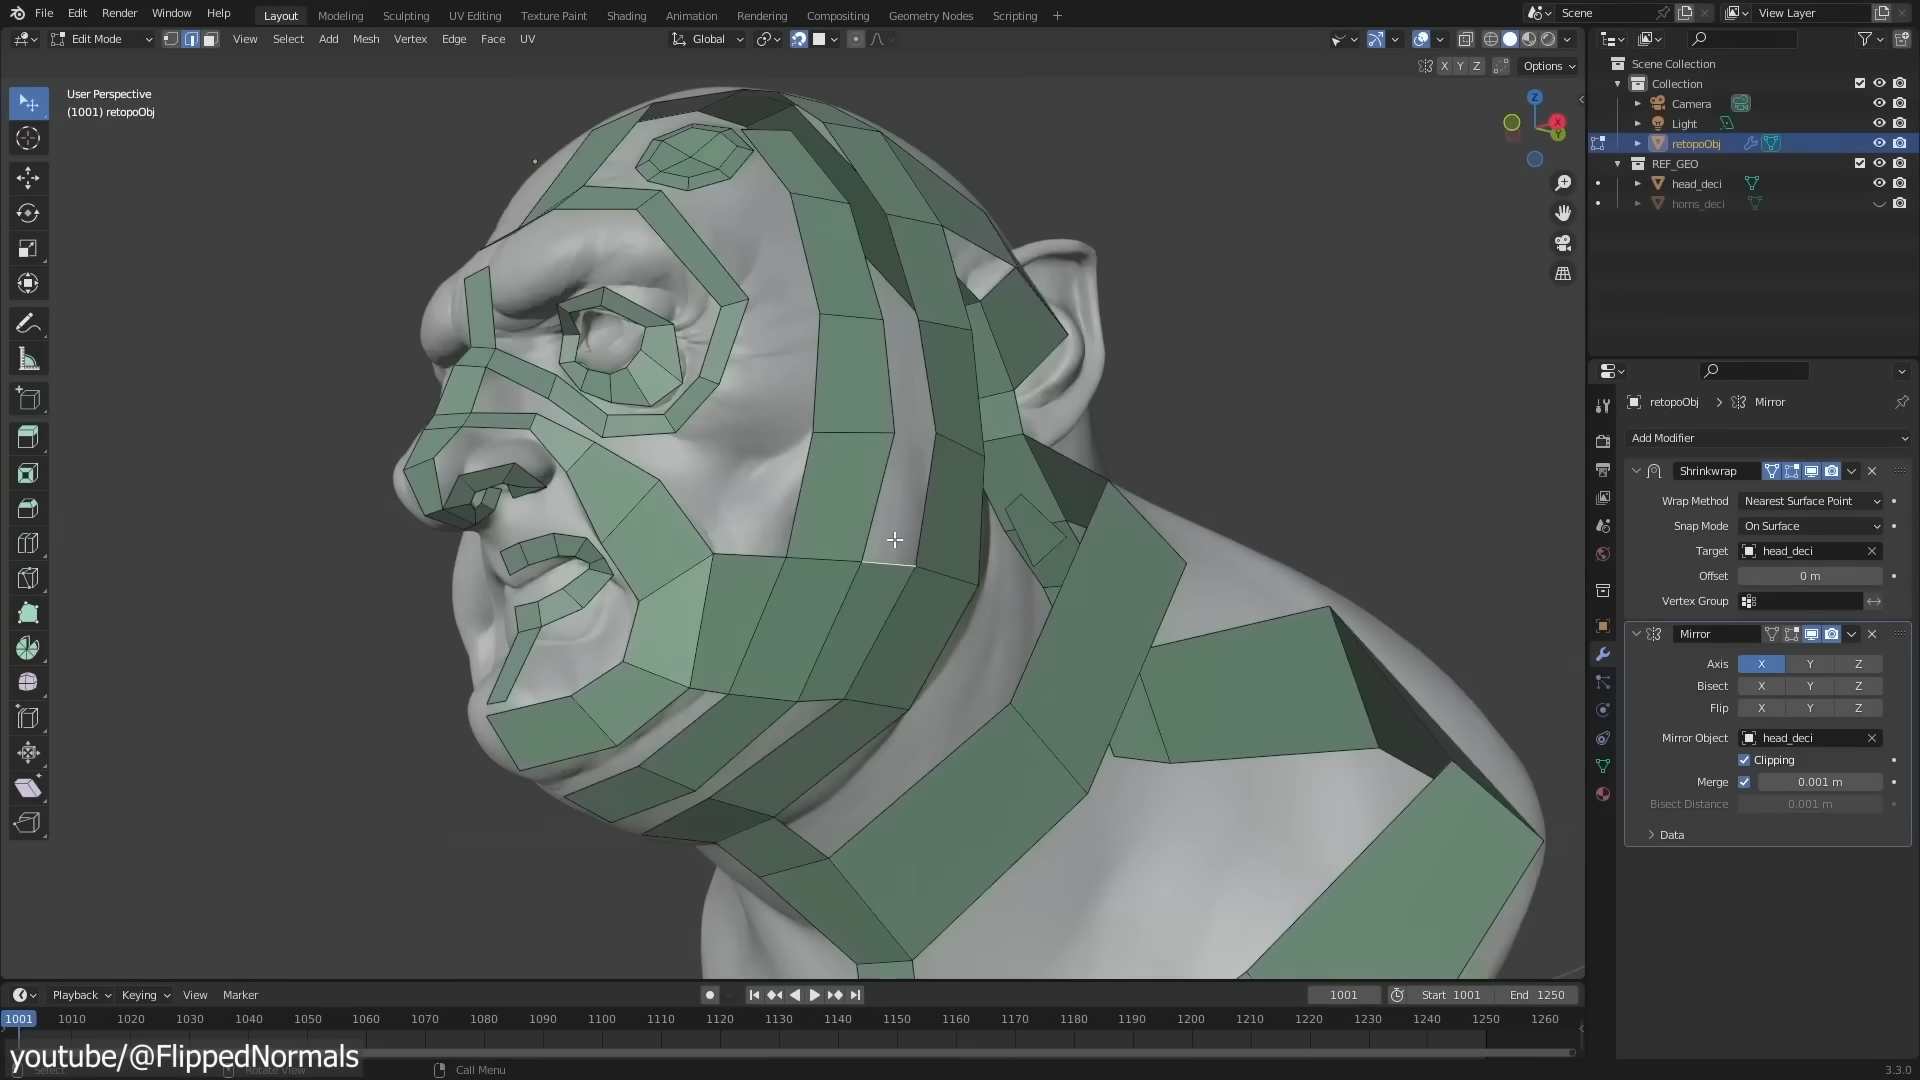 File Edit Render Window Help Layout Modeling Sculpting UV Editing Texture Paint Shading Animation Rendering Compositing Geometry Nodes Scripting + Scene View Layer
Edit Mode View Select Add Mesh Vertex Edge Face UV Global
X Y Z Options
User Perspective
(1001) retopoObj
Z
X
Y
Scene Collection
Collection
Camera
Light
retopoObj
REF_GEO
head_deci
horns_deci
retopoObj > Mirror
Add Modifier
Shrinkwrap
Wrap Method Nearest Surface Point
Snap Mode On Surface
Target head_deci
Offset 0 m
Vertex Group
Mirror
Axis X Y Z
Bisect X Y Z
Flip X Y Z
Mirror Object head_deci
Clipping
Merge 0.001 m
Bisect Distance 0.001 m
Data
Playback Keying View Marker 1001 Start 1001 End 1250
1001 1010 1020 1030 1040 1050 1060 1070 1080 1090 1100 1110 1120 1130 1140 1150 1160 1170 1180 1190 1200 1210 1220 1230 1240 1250 1260
youtube/@FlippedNormals
Select Rotate View Call Menu 3.3.0